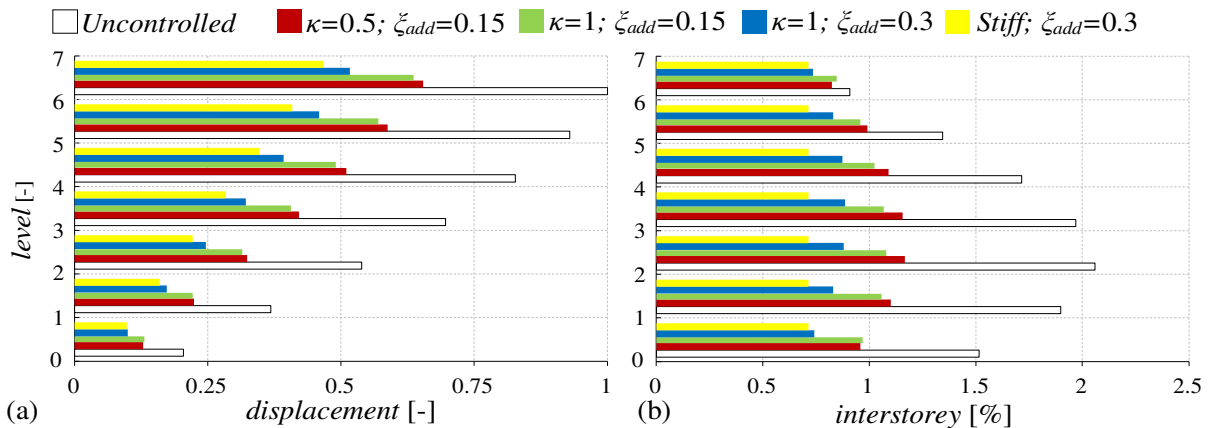 Uncontrolled κ=0.5; ξadd=0.15 κ=1; ξadd=0.15 κ=1; ξadd=0.3 Stiff; ξadd=0.3
7
6
5
4
3
2
1
0
level [-]
0 0.25 0.5 0.75 1
(a) displacement [-]
7
6
5
4
3
2
1
0
0 0.5 1 1.5 2 2.5
(b) interstorey [%]